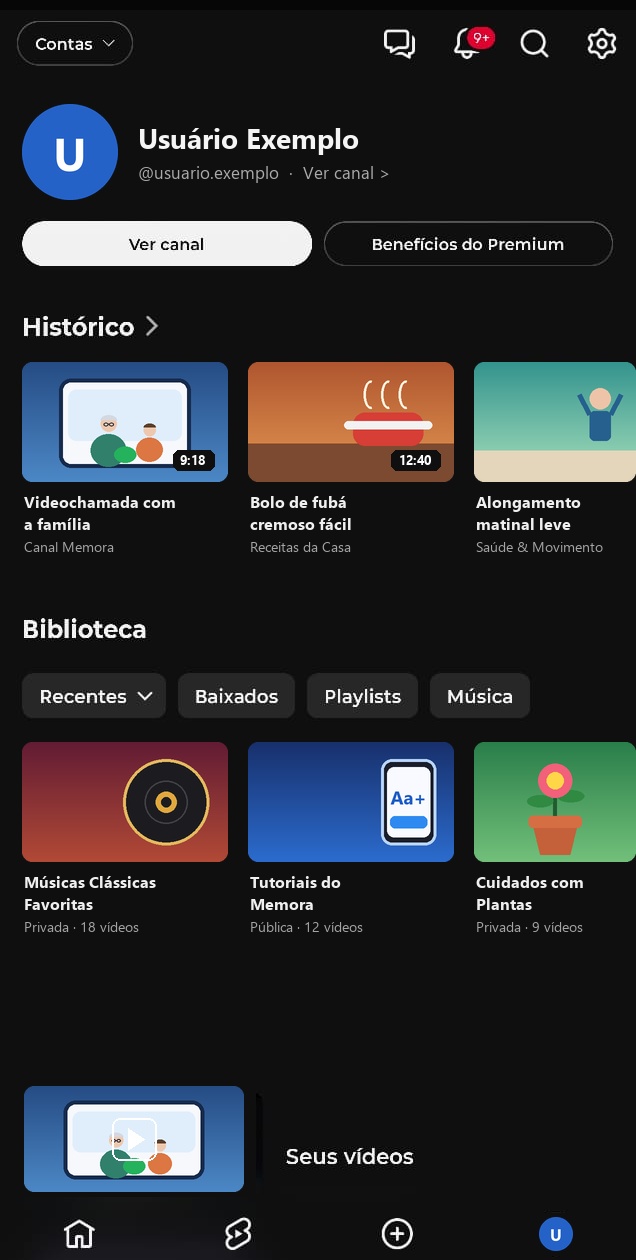 Contas
9+
U
Usuário Exemplo
@usuario.exemplo · Ver canal >
Ver canal
Benefícios do Premium
Histórico
9:18
12:40
Videochamada com
a família
Canal Memora
Bolo de fubá
cremoso fácil
Receitas da Casa
Alongamento
matinal leve
Saúde & Movimento
Biblioteca
Recentes
Baixados
Playlists
Música
Aa+
Músicas Clássicas
Favoritas
Privada · 18 vídeos
Tutoriais do
Memora
Pública · 12 vídeos
Cuidados com
Plantas
Privada · 9 vídeos
Seus vídeos
U